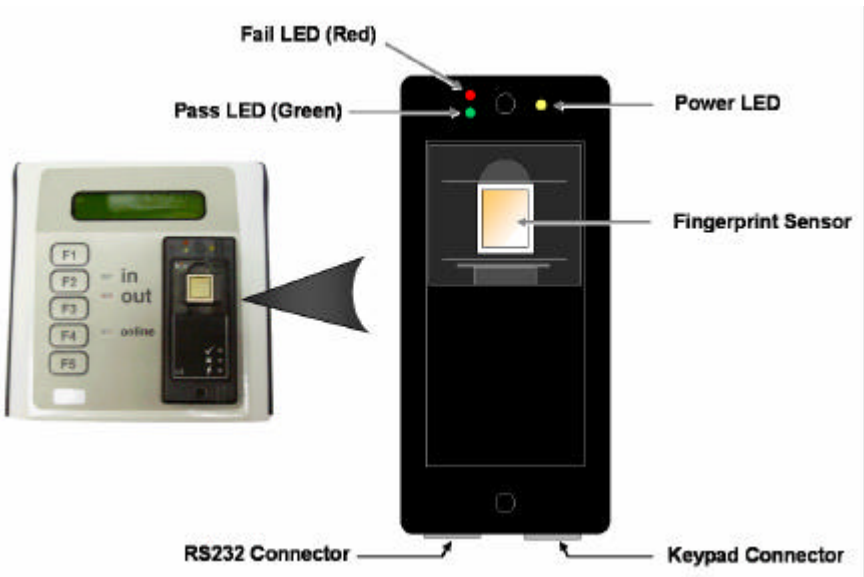 Fail LED (Red)
Pass LED (Green)
Power LED
Fingerprint Sensor
F1
F2
in
F3
out
F4
online
F5
RS232 Connector
Keypad Connector